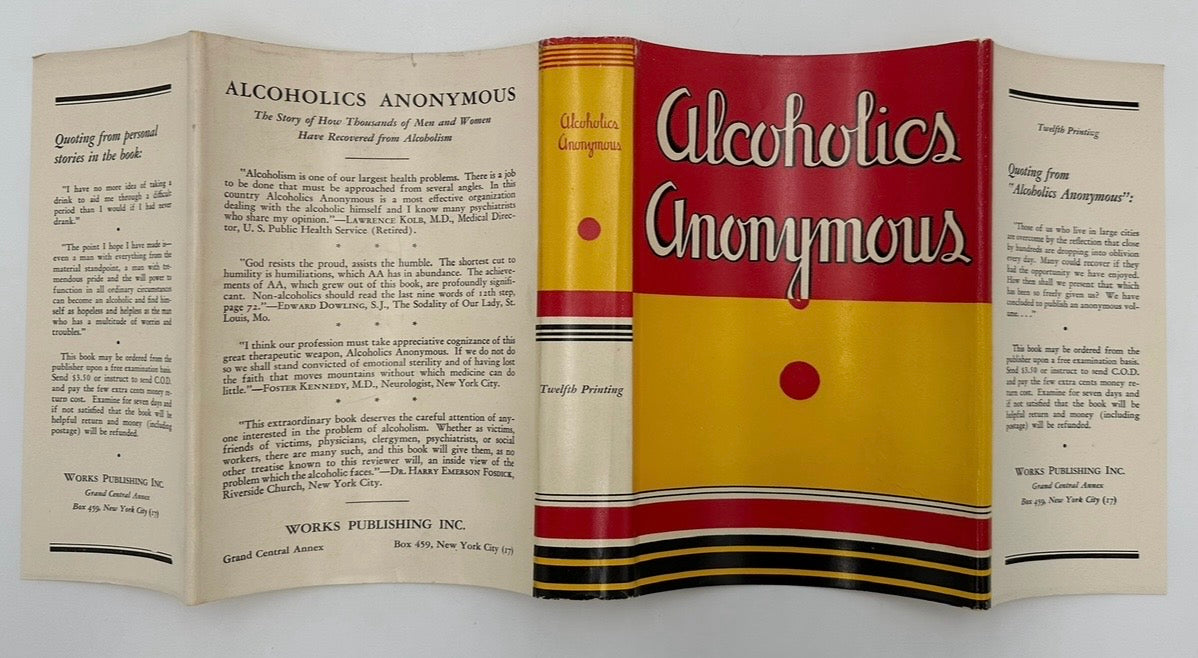 Quoting from personal
stories in the book:
"I have no more idea of taking a
drink to aid me through a difficult
period than I would if I had never
drank."
"The point I hope I have made is—
even a man with everything from the
material standpoint, a man with tre-
mendous pride and the will power to
function in all ordinary circumstances
can become an alcoholic and find him-
self as hopeless and helpless as the man
who has a multitude of worries and
troubles."
This book may be ordered from the
publisher upon a free examination basis.
Send $3.50 or instruct to send C.O.D.
and pay the few extra cents money re-
turn cost. Examine for seven days and
if not satisfied that the book will be
helpful return and money (including
postage) will be refunded.
WORKS PUBLISHING INC.
Grand Central Annex
Box 459, New York City (17)
ALCOHOLICS ANONYMOUS
The Story of How Thousands of Men and Women
Have Recovered from Alcoholism
"Alcoholism is one of our largest health problems. There is a job
to be done that must be approached from several angles. In this
country Alcoholics Anonymous is a most effective organization
dealing with the alcoholic himself and I know many psychiatrists
who share my opinion."—LAWRENCE KOLB, M.D., Medical Direc-
tor, U. S. Public Health Service (Retired).
* * *
"God resists the proud, assists the humble. The shortest cut to
humility is humiliations, which AA has in abundance. The achieve-
ments of AA, which grew out of this book, are profoundly signifi-
cant. Non-alcoholics should read the last nine words of 12th step,
page 72."—EDWARD DOWLING, S.J., The Sodality of Our Lady, St.
Louis, Mo.
* * *
"I think our profession must take appreciative cognizance of this
great therapeutic weapon, Alcoholics Anonymous. If we do not do
so we shall stand convicted of emotional sterility and of having lost
the faith that moves mountains without which medicine can do
little."—FOSTER KENNEDY, M.D., Neurologist, New York City.
* * *
"This extraordinary book deserves the careful attention of any-
one interested in the problem of alcoholism. Whether as victims,
friends of victims, physicians, clergymen, psychiatrists, or social
workers, there are many such, and this book will give them, as no
other treatise known to this reviewer will, an inside view of the
problem which the alcoholic faces."—DR. HARRY EMERSON FOSDICK,
Riverside Church, New York City.
WORKS PUBLISHING INC.
Grand Central Annex Box 459, New York City (17)
Alcoholics
Anonymous
Twelfth Printing
Alcoholics
Anonymous
Twelfth Printing
Quoting from
"Alcoholics Anonymous":
"Those of us who live in large cities
are overcome by the reflection that close
by hundreds are dropping into oblivion
every day. Many could recover if they
had the opportunity we have enjoyed.
How then shall we present that which
has been so freely given us? We have
concluded to publish an anonymous vol-
ume. . . ."
This book may be ordered from the
publisher upon a free examination basis.
Send $3.50 or instruct to send C.O.D.
and pay the few extra cents money re-
turn cost. Examine for seven days and
if not satisfied that the book will be
helpful return and money (including
postage) will be refunded.
WORKS PUBLISHING INC.
Grand Central Annex
Box 459, New York City (17)